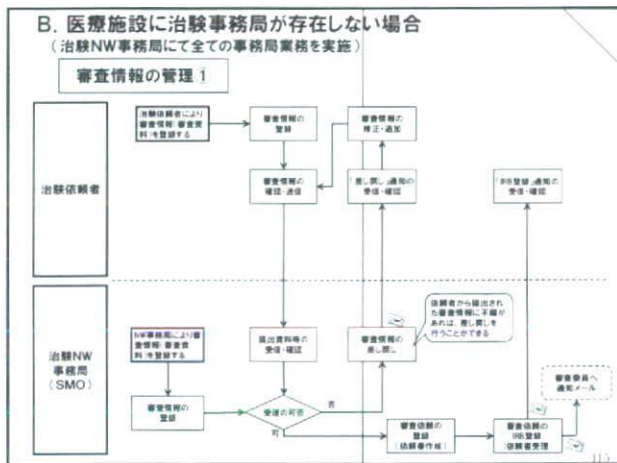 B. 医療施設に治験事務局が存在しない場合
（治験NW事務局にて全ての事務局業務を実施）
審査情報の管理①
治験依頼者
治験依頼者により
審査情報（審査資
料）を登録する
審査情報の
登録
審査情報の
修正・追加
審査情報の
確認・送信
「差し戻し」通知の
受信・確認
「IRB登録」通知の
受信・確認
治験NW
事務局
(SMO)
NW事務局により審
査情報（審査資
料）を登録する
提出資料等の
受信・確認
審査情報の
差し戻し
依頼者から提出され
た審査情報に不備が
あれば、差し戻しを
行うことができる
審査情報の
登録
受理の可否
否
可
審査依頼の
登録
（依頼書作成）
審査依頼の
IRB登録
（依頼書受理）
審査委員へ
通知メール
115